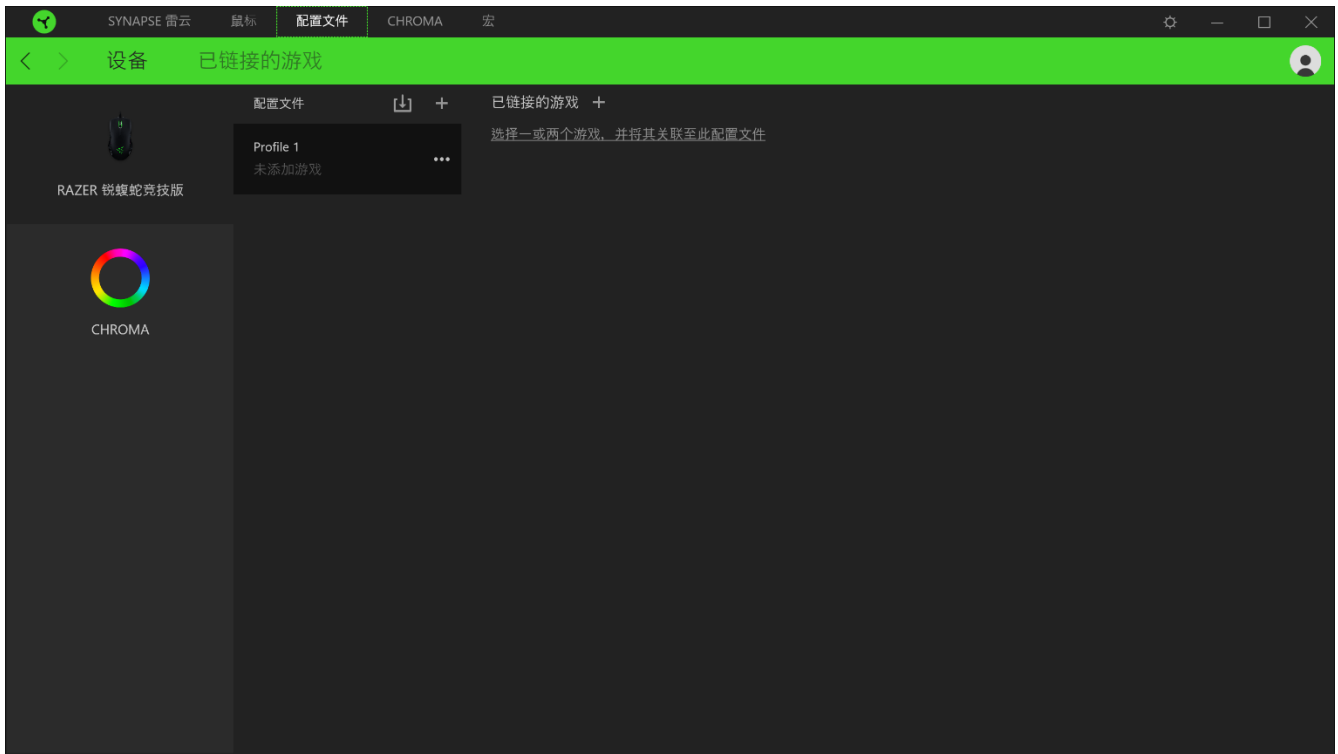 SYNAPSE 雷云 鼠标 配置文件 CHROMA 宏
设备 已链接的游戏
配置文件
已链接的游戏
选择一或两个游戏，并将其关联至此配置文件
Profile 1
未添加游戏
RAZER 锐蝮蛇竞技版
CHROMA